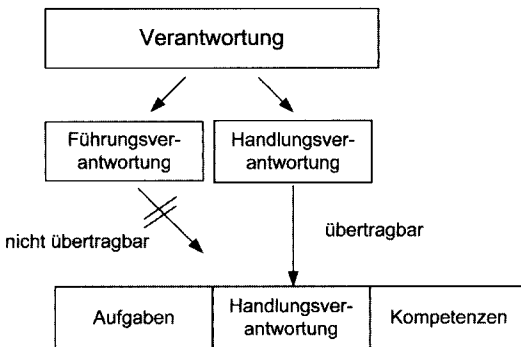 Verantwortung
Führungsver-
antwortung
Handlungsver-
antwortung
nicht übertragbar
übertragbar
Aufgaben
Handlungsver-
antwortung
Kompetenzen